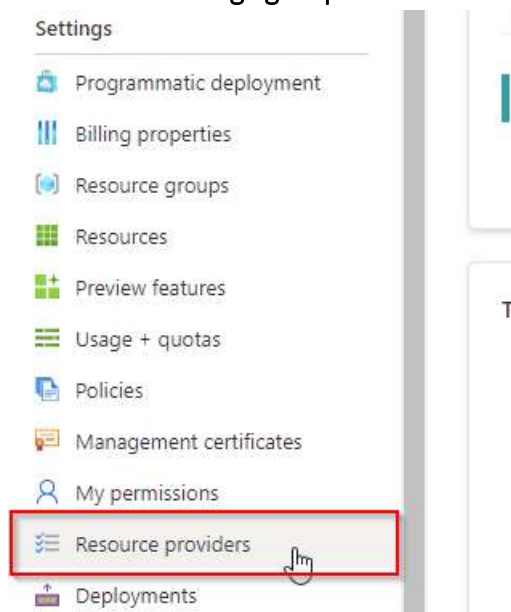 Settings
Programmatic deployment
Billing properties
Resource groups
Resources
Preview features
Usage + quotas
Policies
Management certificates
My permissions
Resource providers
Deployments
T